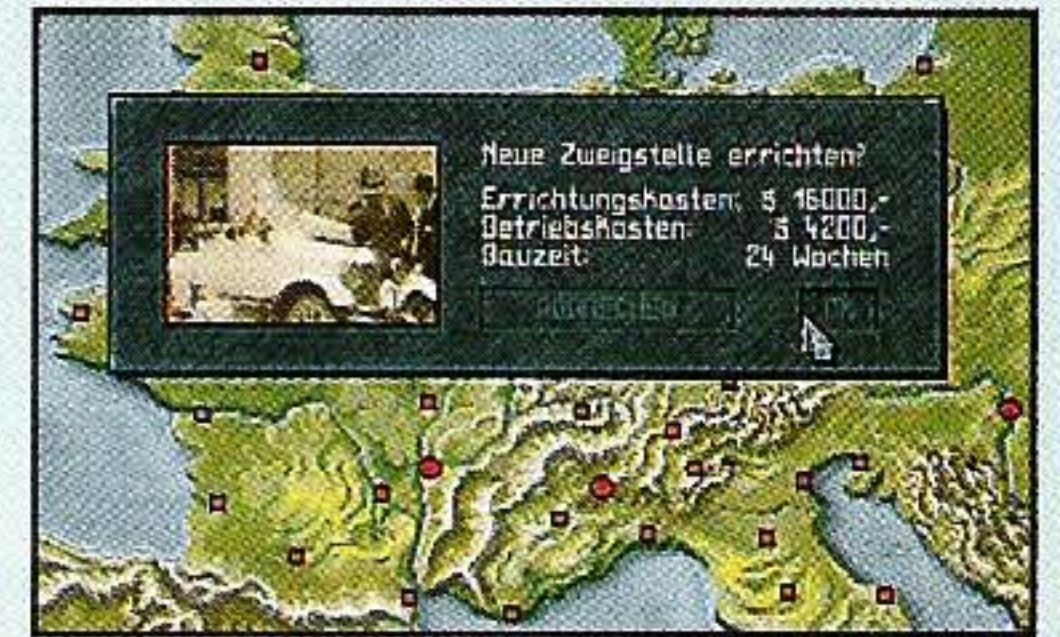 Neue Zweigstelle errichten?
Errichtungskosten: $ 16000,-
Betriebskosten: $ 4200,-
Bauzeit: 24 Wochen